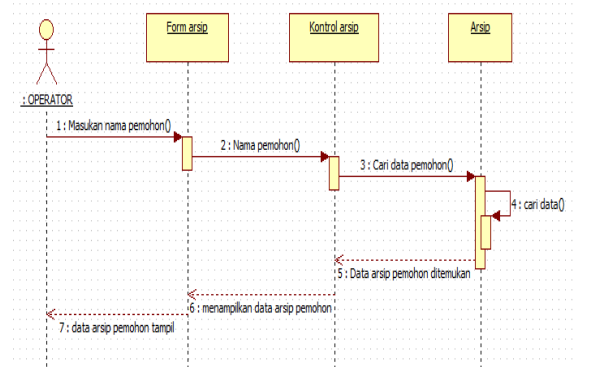 Form arsip
Kontrol arsip
Arsip
: OPERATOR
1 : Masukan nama pemohon()
2 : Nama pemohon()
3 : Cari data pemohon()
4 : cari data()
5 : Data arsip pemohon ditemukan
6 : menampilkan data arsip pemohon
7 : data arsip pemohon tampil